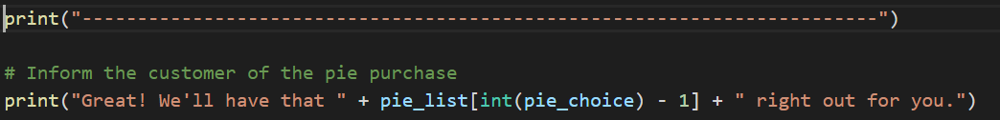 print("------------------------------------------------------------------------")
# Inform the customer of the pie purchase
print("Great! We'll have that " + pie_list[int(pie_choice) - 1] + " right out for you.")